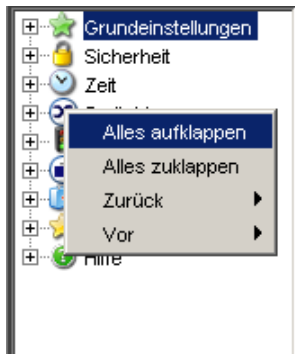 Grundeinstellungen
Sicherheit
Zeit
Alles aufklappen
Alles zuklappen
Zurück
Vor
Hilfe